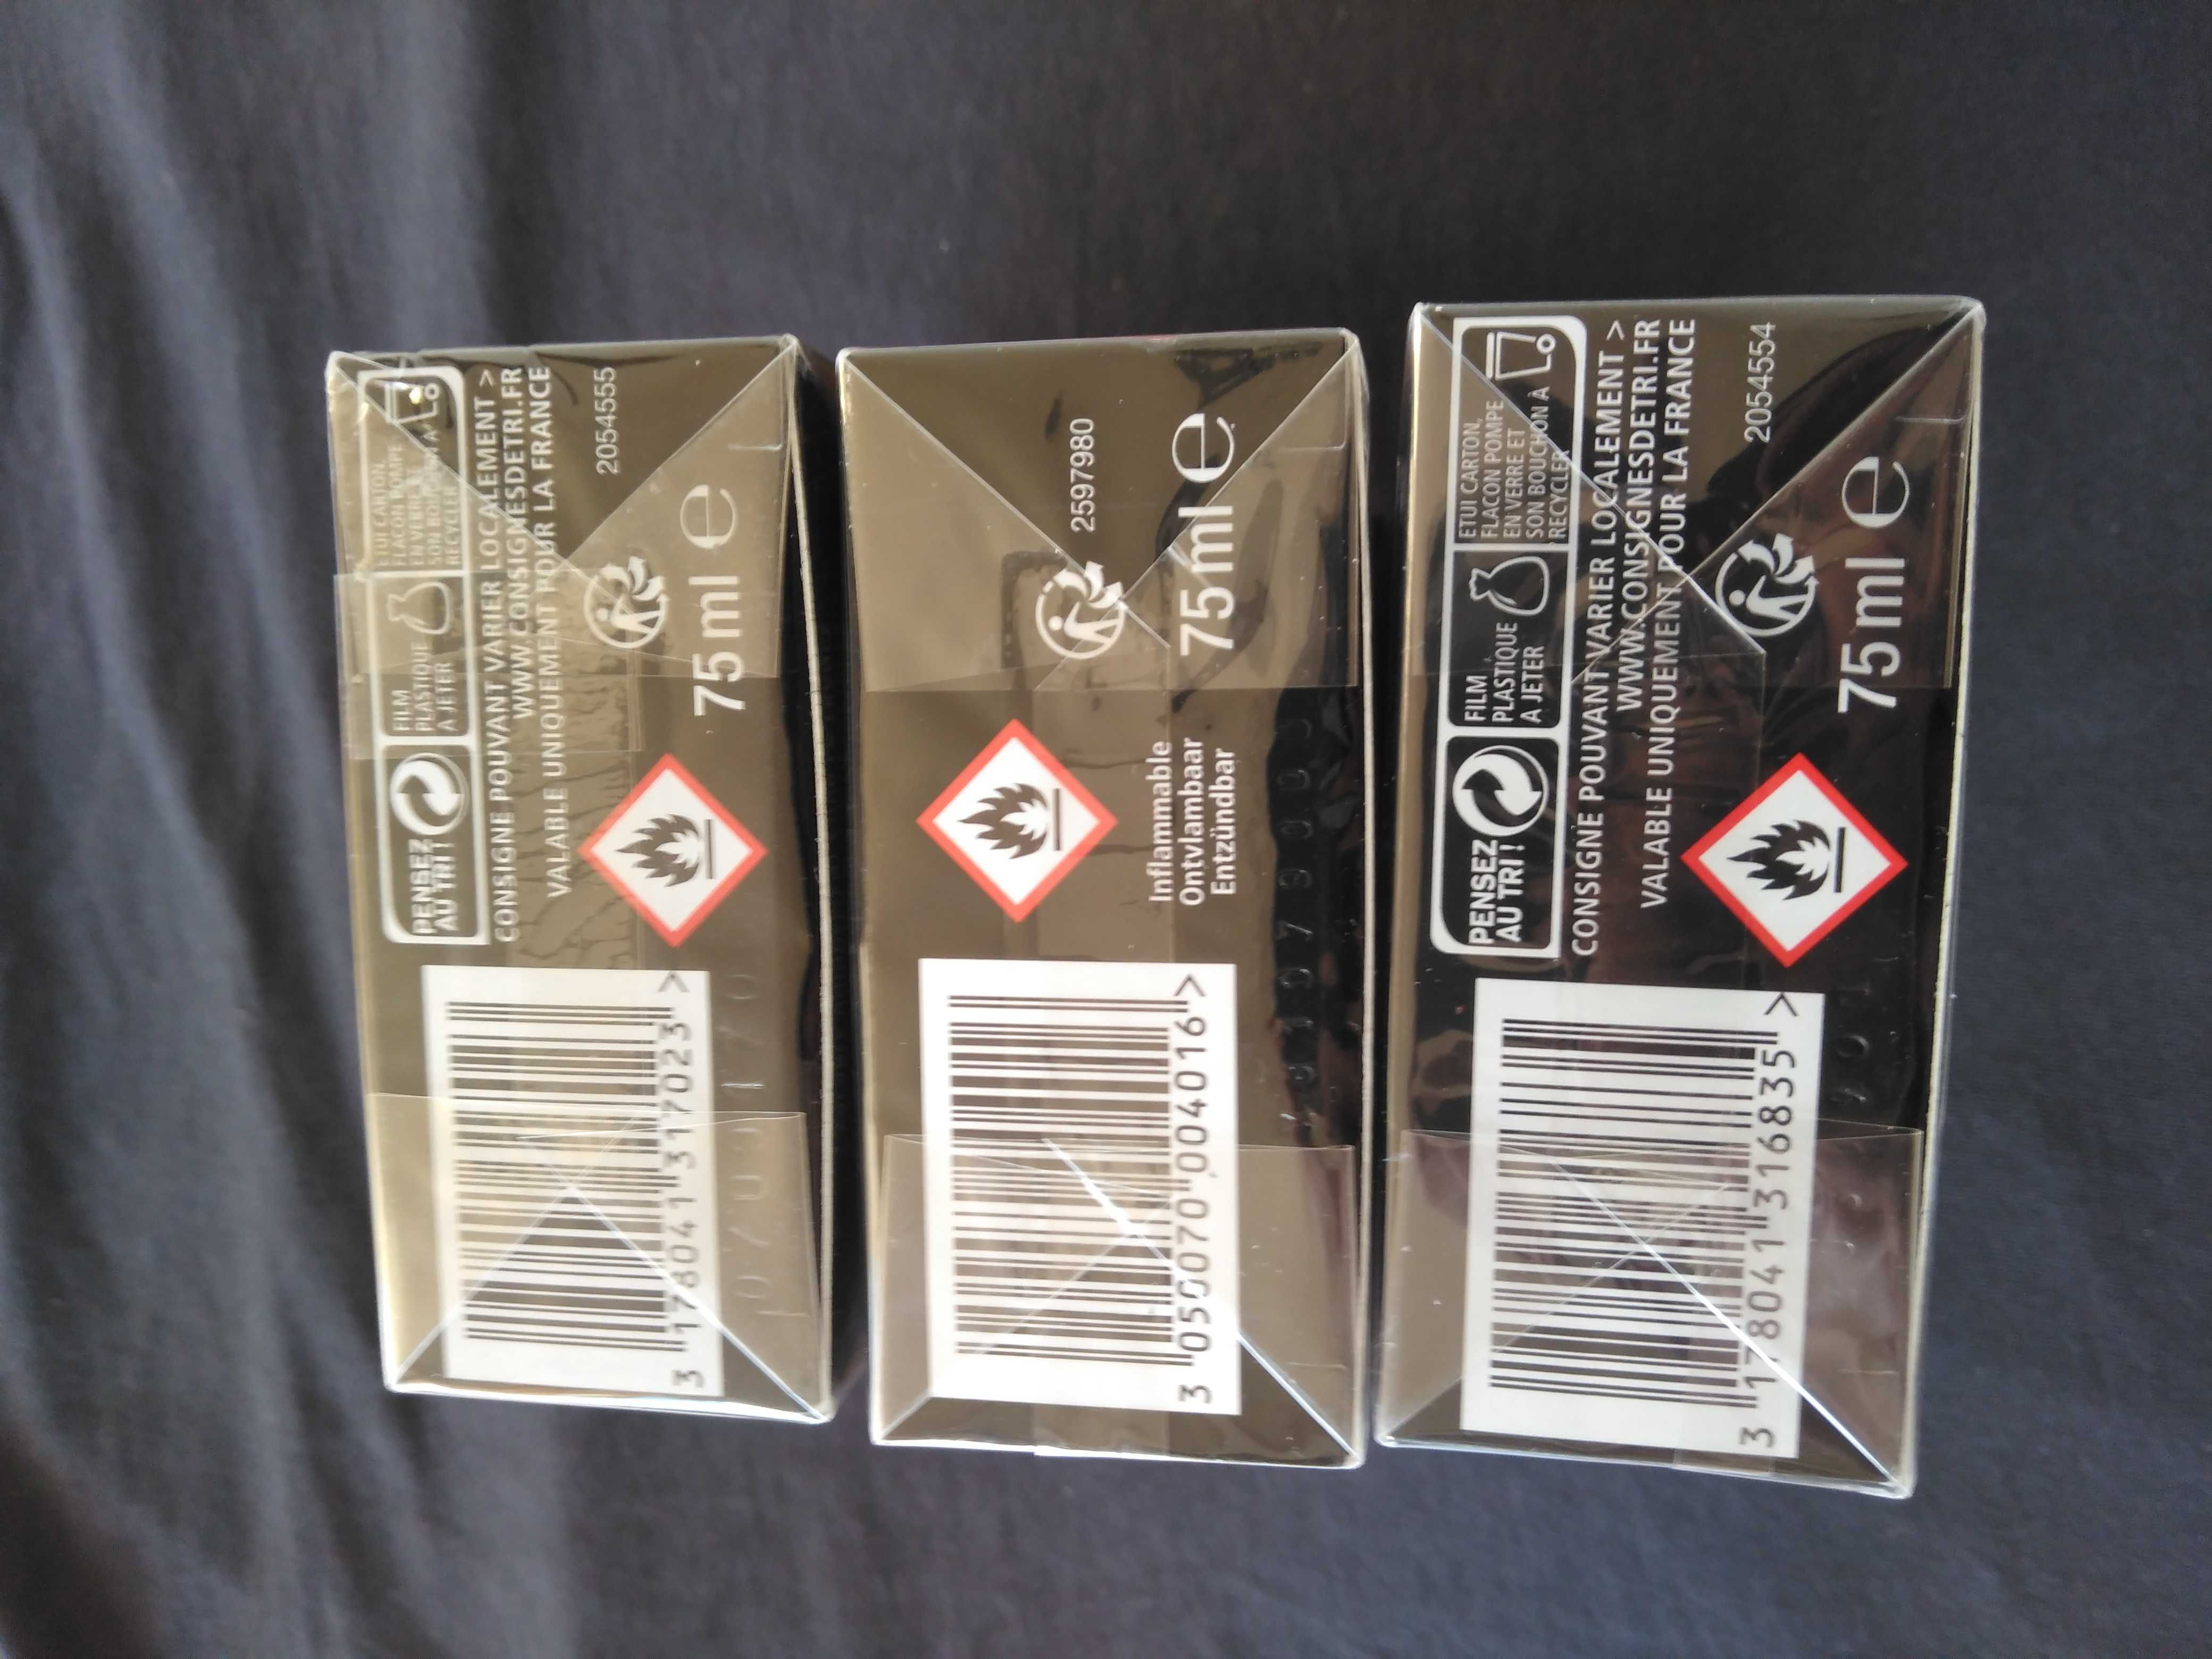 PENSEZ
AU TRI !
FILM
PLASTIQUE
A JETER
ETUI CARTON,
FLACON POMPE
EN VERRE ET
SON BOUCHON À
RECYCLER
CONSIGNE POUVANT VARIER LOCALEMENT >
WWW.CONSIGNESDETRI.FR
VALABLE UNIQUEMENT POUR LA FRANCE
2054555
75 ml e
3 178041 317023 >
2597980
75 ml e
Inflammable
Ontvlambaar
Entzündbar
3 050070 004016 >
PENSEZ
AU TRI !
FILM
PLASTIQUE
A JETER
ETUI CARTON,
FLACON POMPE
EN VERRE ET
SON BOUCHON À
RECYCLER
CONSIGNE POUVANT VARIER LOCALEMENT >
WWW.CONSIGNESDETRI.FR
VALABLE UNIQUEMENT POUR LA FRANCE
2054554
75 ml e
3 178041 316835 >